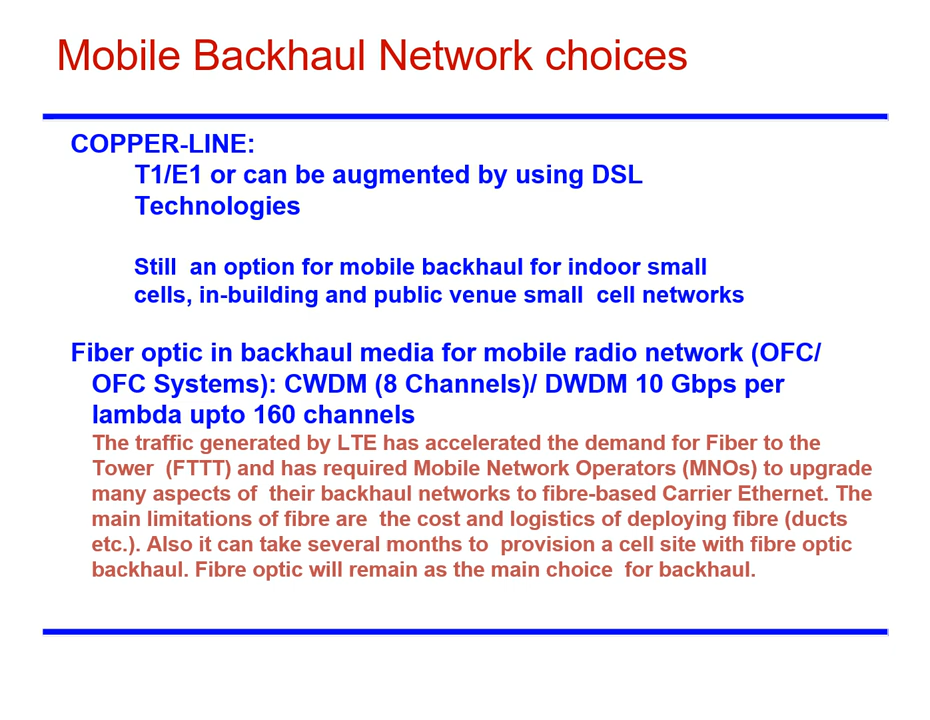 Mobile Backhaul Network choices
COPPER-LINE:
T1/E1 or can be augmented by using DSL
Technologies
Still an option for mobile backhaul for indoor small
cells, in-building and public venue small cell networks
Fiber optic in backhaul media for mobile radio network (OFC/
OFC Systems): CWDM (8 Channels)/ DWDM 10 Gbps per
lambda upto 160 channels
The traffic generated by LTE has accelerated the demand for Fiber to the
Tower (FTTT) and has required Mobile Network Operators (MNOs) to upgrade
many aspects of their backhaul networks to fibre-based Carrier Ethernet. The
main limitations of fibre are the cost and logistics of deploying fibre (ducts
etc.). Also it can take several months to provision a cell site with fibre optic
backhaul. Fibre optic will remain as the main choice for backhaul.